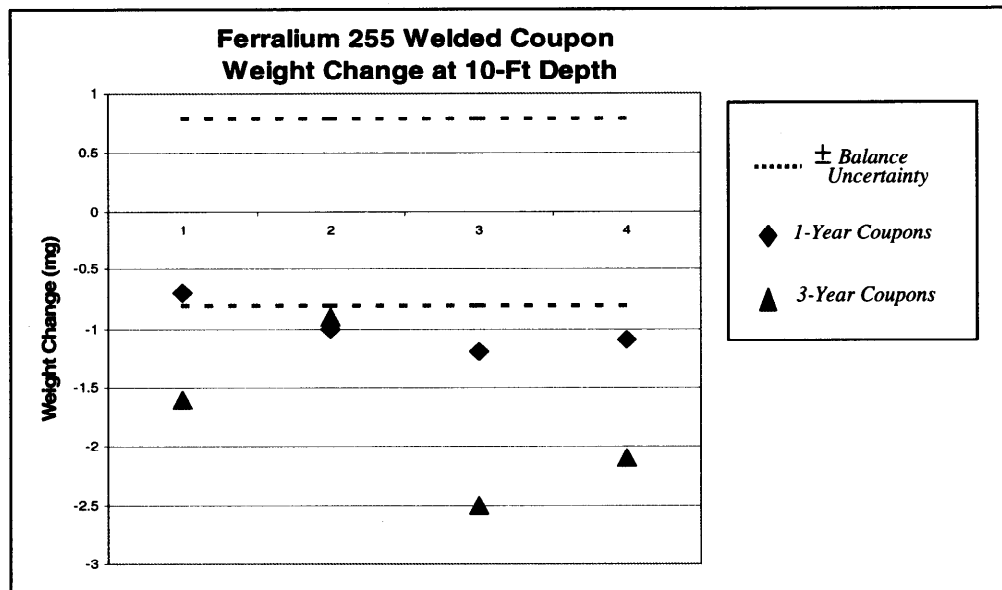 Ferralium 255 Welded Coupon
Weight Change at 10-Ft Depth
1
0.5
0
-0.5
-1
-1.5
-2
-2.5
-3
1
2
3
4
Weight Change (mg)
± Balance
Uncertainty
1-Year Coupons
3-Year Coupons